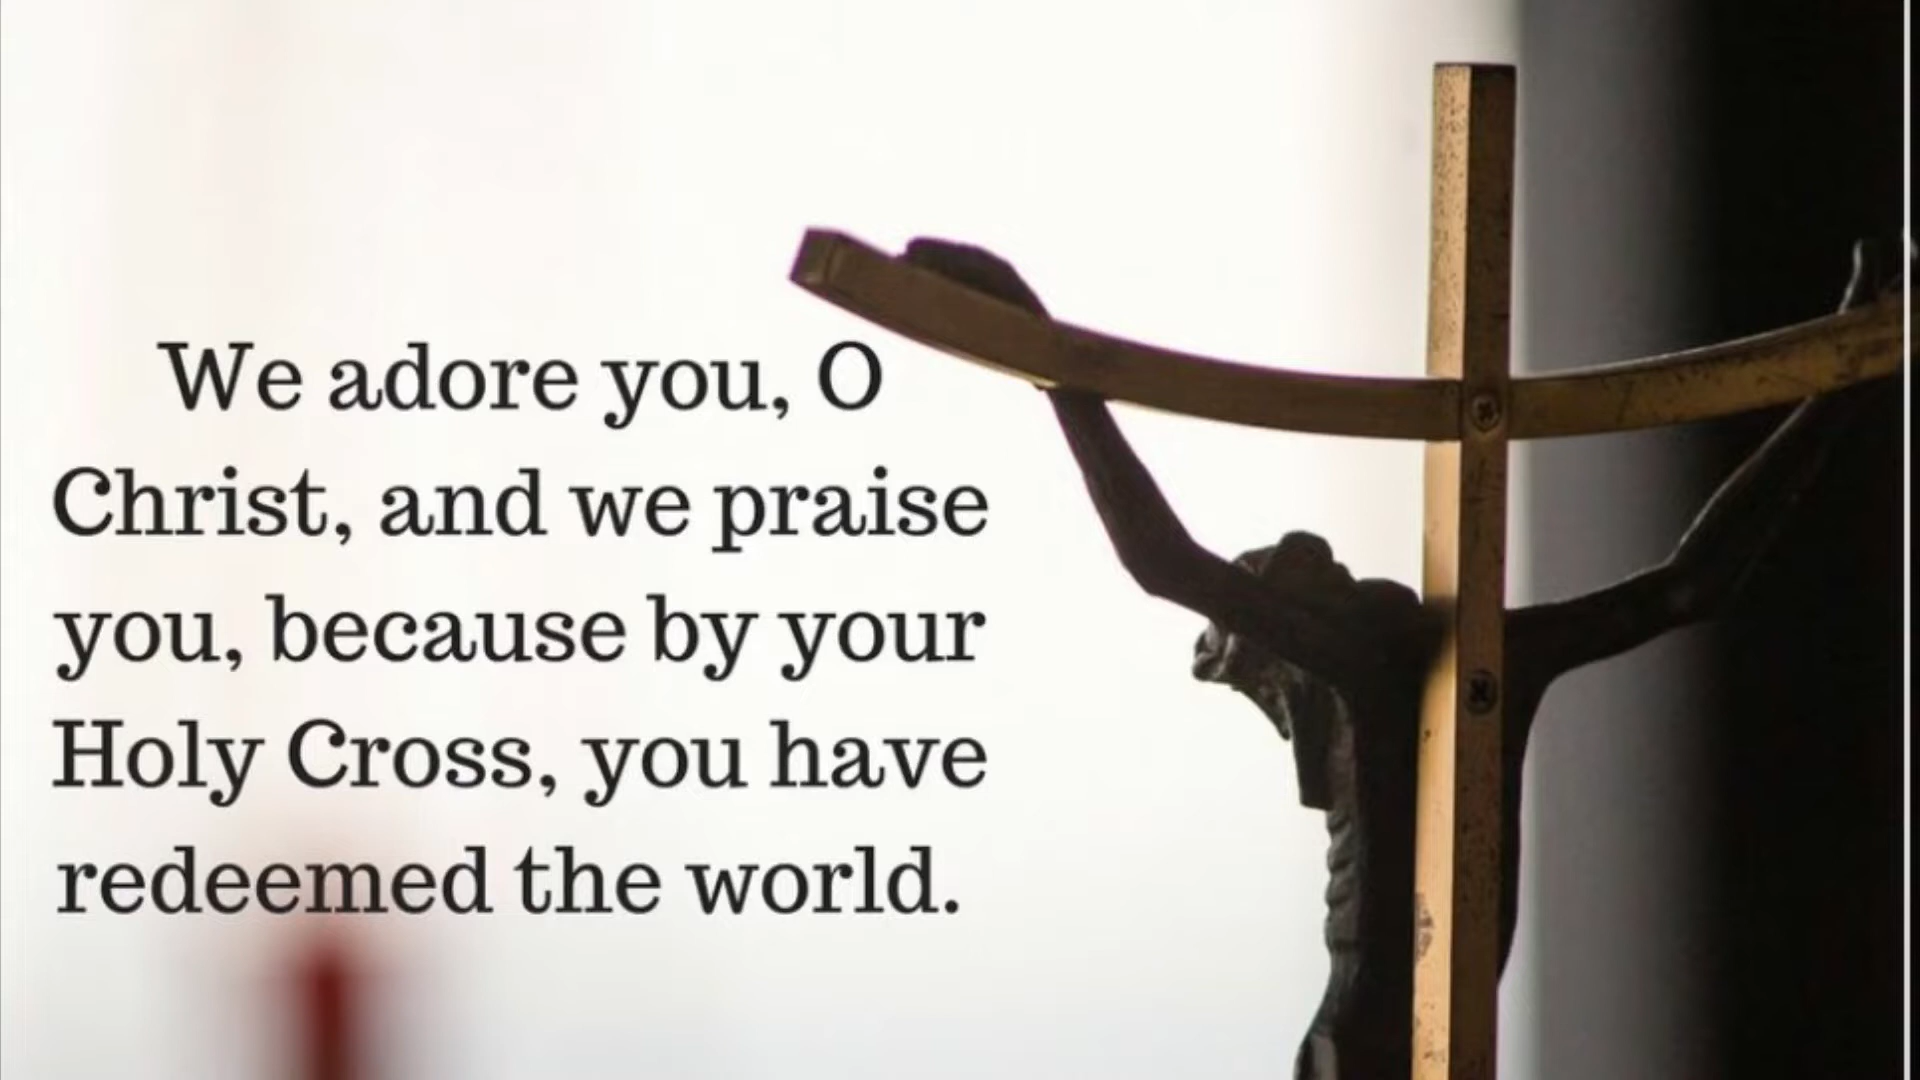 We adore you, O
Christ, and we praise
you, because by your
Holy Cross, you have
redeemed the world.